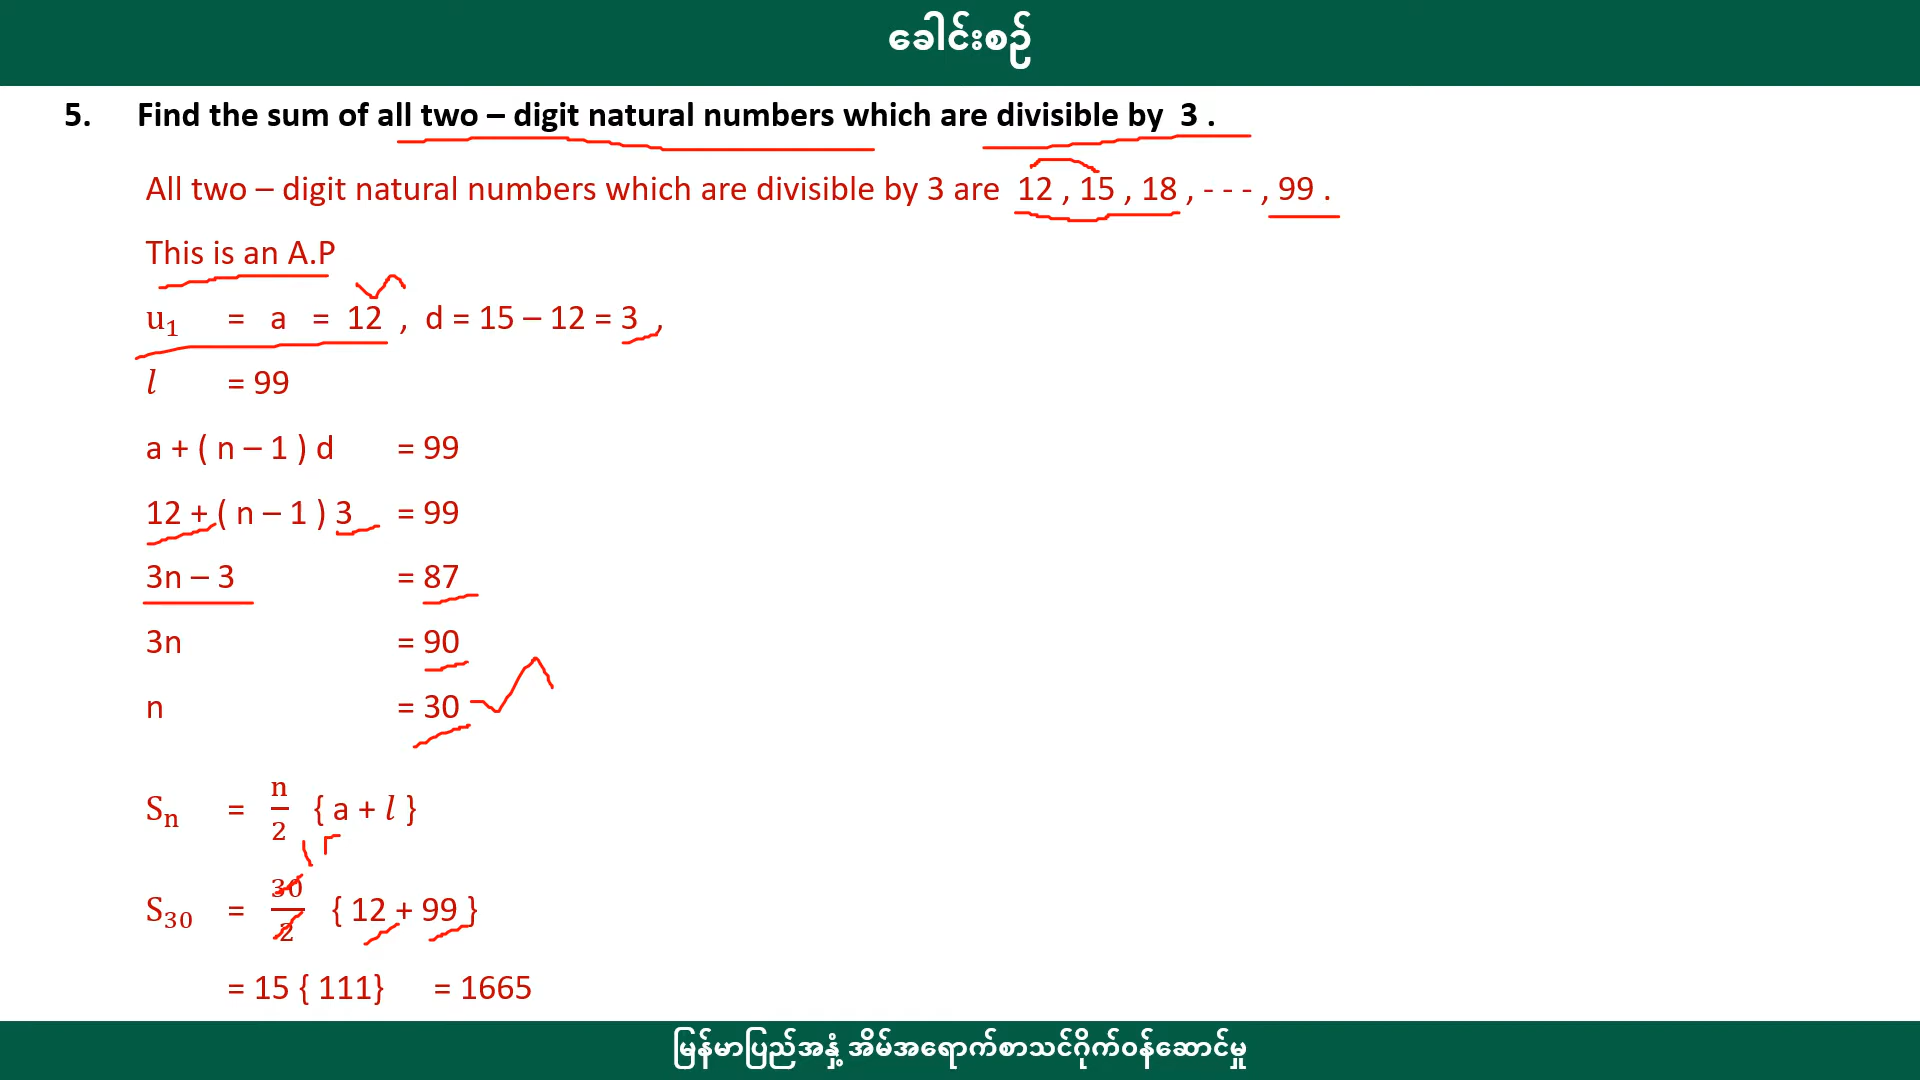 ခေါင်းစဉ်
5. Find the sum of all two – digit natural numbers which are divisible by 3 .
All two – digit natural numbers which are divisible by 3 are 12 , 15 , 18 , - - - , 99 .
This is an A.P
u₁ = a = 12 , d = 15 – 12 = 3 ,
l = 99
a + ( n – 1 ) d = 99
12 + ( n – 1 ) 3 = 99
3n – 3 = 87
3n = 90
n = 30
Sₙ = n/2 { a + l }
15
S₃₀ = 30/2 { 12 + 99 }
= 15 { 111} = 1665
မြန်မာပြည်အနှံ့ အိမ်အရောက်စာသင်ဂိုက်ဝန်ဆောင်မှု